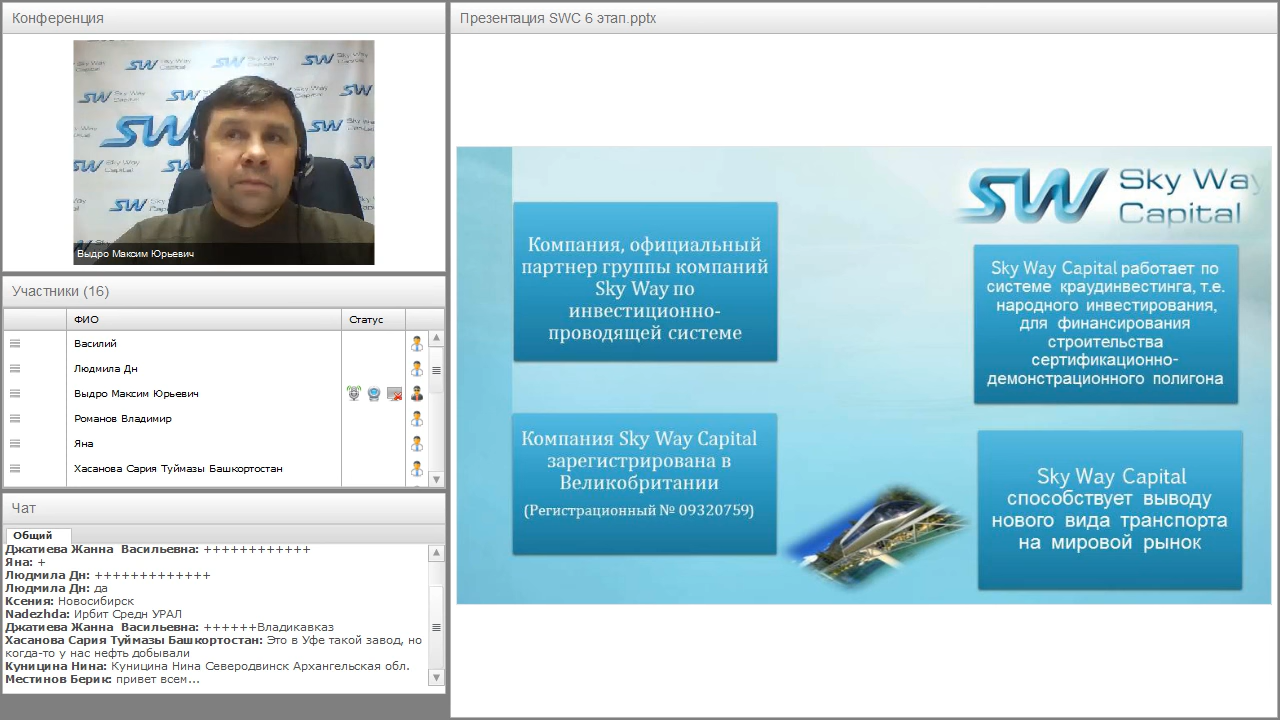 Конференция
SW Sky Way Capital
Выдро Максим Юрьевич
Участники (16)
ФИО
Статус
Василий
Людмила Дн
Выдро Максим Юрьевич
Романов Владимир
Яна
Хасанова Сария Туймазы Башкортостан
Чат
Общий
Джатиева Жанна Васильевна: ++++++++++++
Яна: +
Людмила Дн: +++++++++++++
Людмила Дн: да
Ксения: Новосибирск
Nadezhda: Ирбит Средн УРАЛ
Джатиева Жанна Васильевна: ++++++Владикавказ
Хасанова Сария Туймазы Башкортостан: Это в Уфе такой завод, но
когда-то у нас нефть добывали
Куницина Нина: Куницина Нина Северодвинск Архангельская обл.
Местинов Берик: привет всем...
Презентация SWC 6 этап.pptx
SW Sky Way
Capital
Компания, официальный
партнер группы компаний
Sky Way по
инвестиционно-
проводящей системе
Sky Way Capital работает по
системе краудинвестинга, т.е.
народного инвестирования,
для финансирования
строительства
сертификационно-
демонстрационного полигона
Компания Sky Way Capital
зарегистрирована в
Великобритании
(Регистрационный № 09320759)
Sky Way Capital
способствует выводу
нового вида транспорта
на мировой рынок